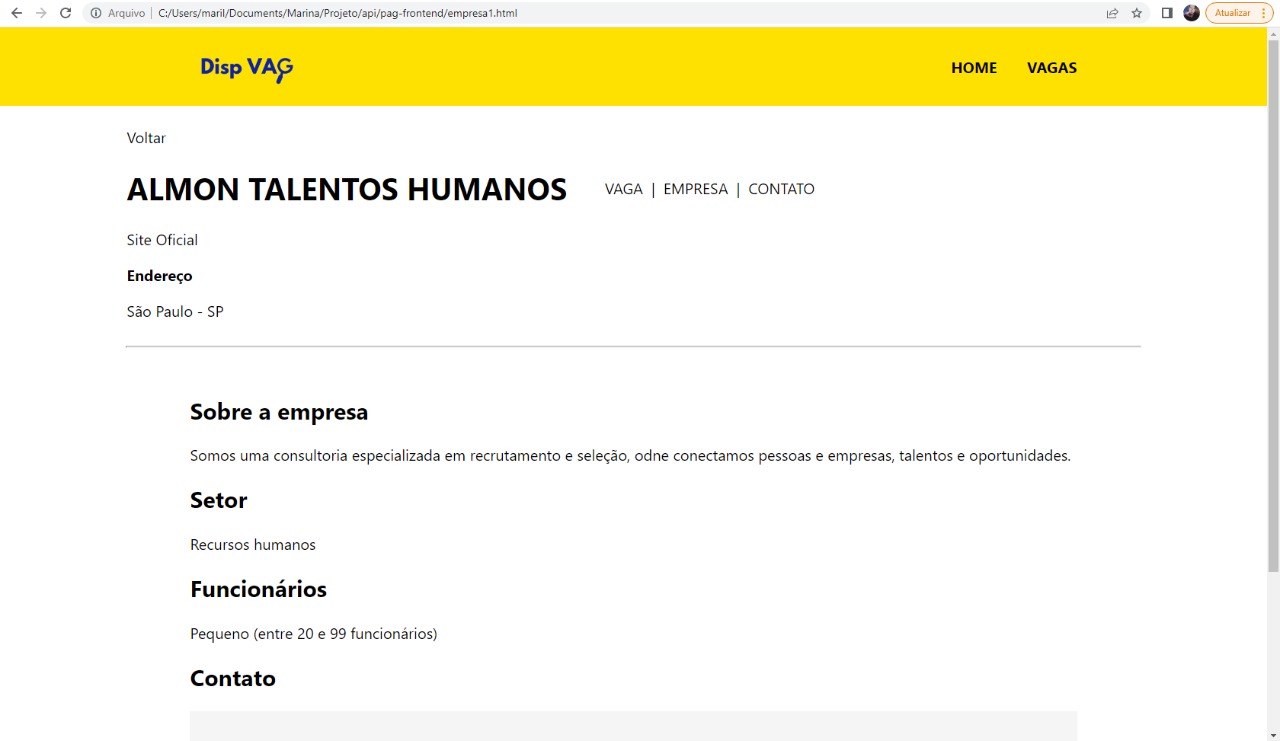 Arquivo | C:/Users/maril/Documents/Marina/Projeto/api/pag-frontend/empresa1.html
Atualizar
Disp VAG
HOME VAGAS
Voltar
ALMON TALENTOS HUMANOS
VAGA | EMPRESA | CONTATO
Site Oficial
Endereço
São Paulo - SP
Sobre a empresa
Somos uma consultoria especializada em recrutamento e seleção, odne conectamos pessoas e empresas, talentos e oportunidades.
Setor
Recursos humanos
Funcionários
Pequeno (entre 20 e 99 funcionários)
Contato